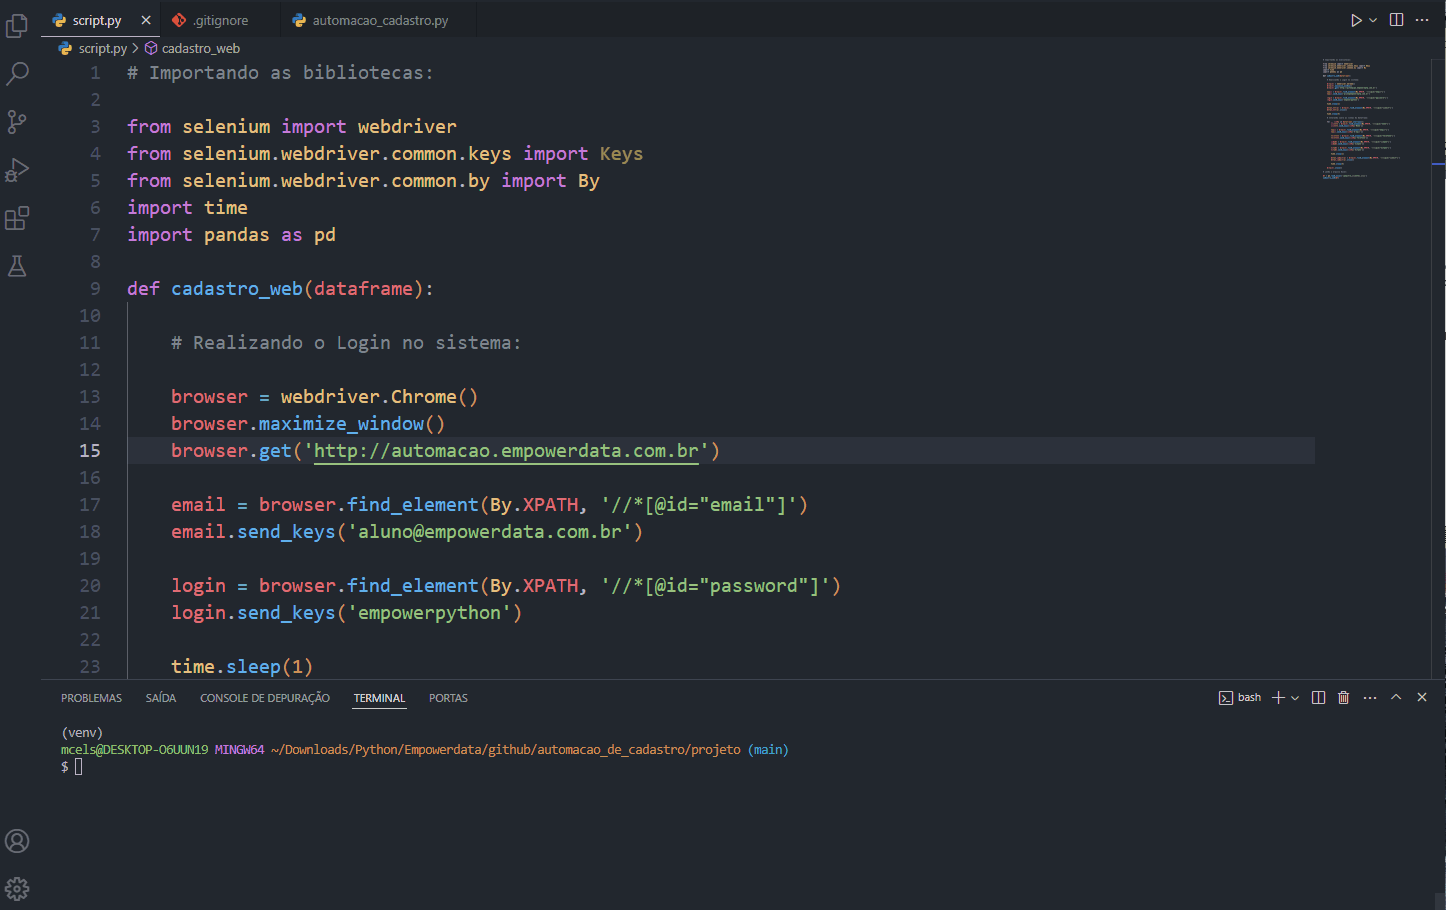 script.py
.gitignore
automacao_cadastro.py
script.py > cadastro_web
1 # Importando as bibliotecas:
2
3 from selenium import webdriver
4 from selenium.webdriver.common.keys import Keys
5 from selenium.webdriver.common.by import By
6 import time
7 import pandas as pd
8
9 def cadastro_web(dataframe):
10
11 # Realizando o Login no sistema:
12
13 browser = webdriver.Chrome()
14 browser.maximize_window()
15 browser.get('http://automacao.empowerdata.com.br')
16
17 email = browser.find_element(By.XPATH, '//*[@id="email"]')
18 email.send_keys('aluno@empowerdata.com.br')
19
20 login = browser.find_element(By.XPATH, '//*[@id="password"]')
21 login.send_keys('empowerpython')
22
23 time.sleep(1)
PROBLEMAS SAÍDA CONSOLE DE DEPURAÇÃO TERMINAL PORTAS bash
(venv)
mcels@DESKTOP-O6UUN19 MINGW64 ~/Downloads/Python/Empowerdata/github/automacao_de_cadastro/projeto (main)
$